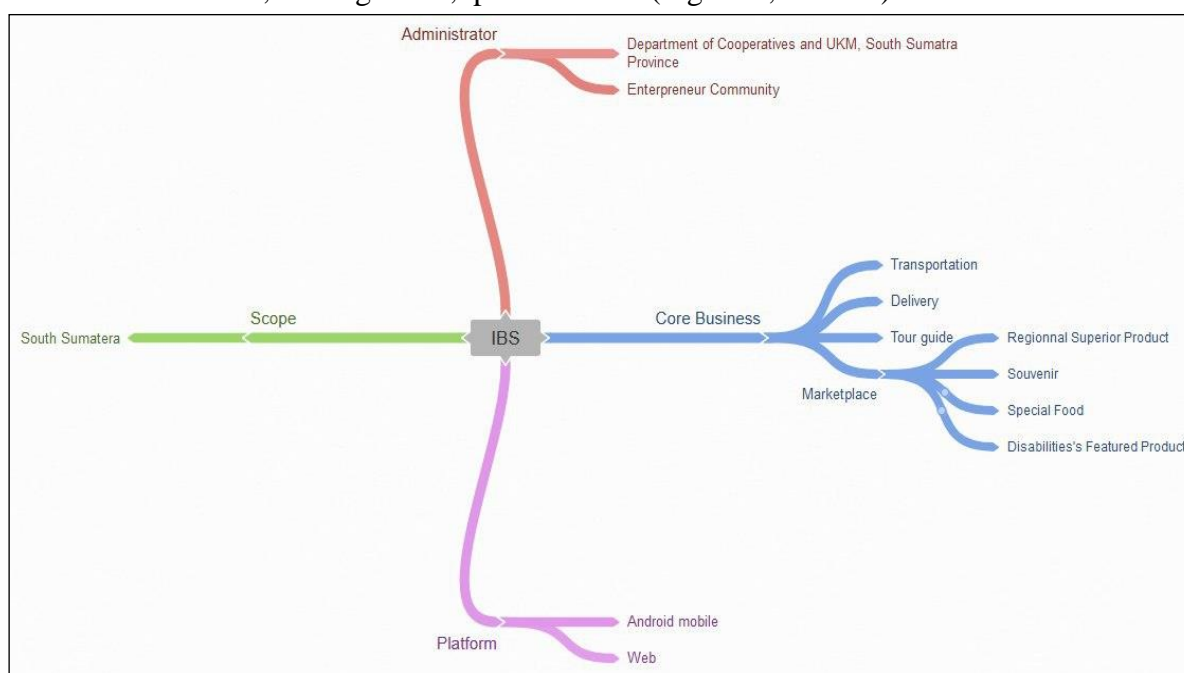 Administrator
Department of Cooperatives and UKM, South Sumatra
Province
Enterpreneur Community
Transportation
Delivery
Scope
Core Business
South Sumatera
IBS
Tour guide
Regionnal Superior Product
Marketplace
Souvenir
Special Food
Disabilities's Featured Product
Android mobile
Platform
Web